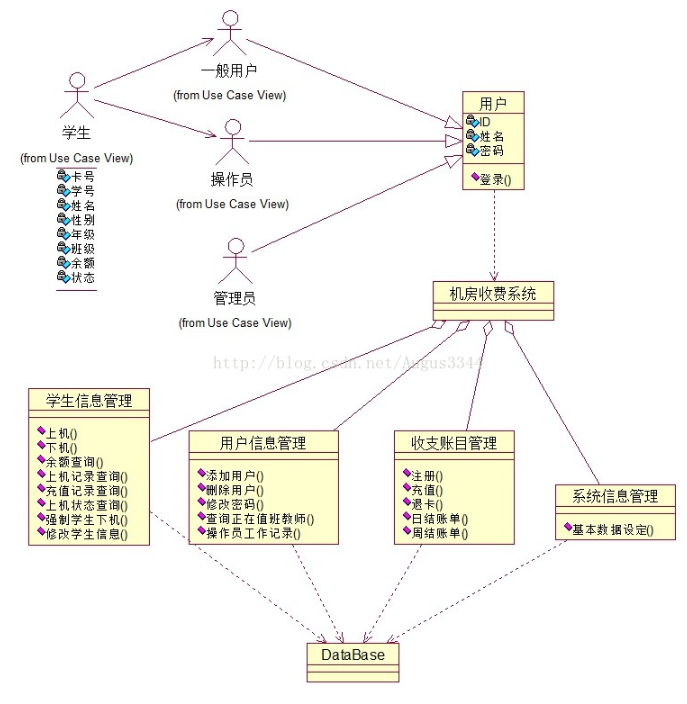 一般用户
(from Use Case View)
学生
(from Use Case View)
卡号
学号
姓名
性别
年级
班级
余额
状态
操作员
(from Use Case View)
管理员
(from Use Case View)
用户
ID
姓名
密码
登录()
机房收费系统
http://blog.csdn.net/Augus3344
学生信息管理
上机()
下机()
余额查询()
上机记录查询()
充值记录查询()
上机状态查询()
强制学生下机()
修改学生信息()
用户信息管理
添加用户()
删除用户()
修改密码()
查询正在值班教师()
操作员工作记录()
收支账目管理
注册()
充值()
退卡()
日结账单()
周结账单()
系统信息管理
基本数据设定()
DataBase